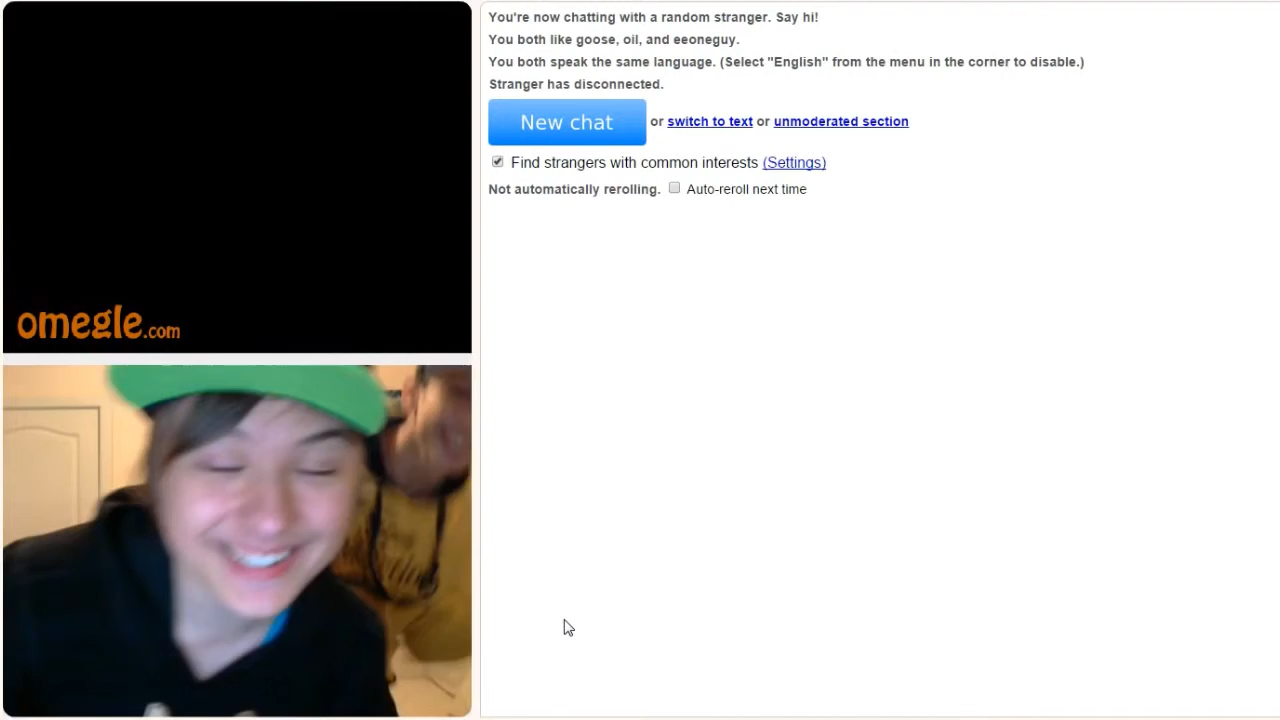 You're now chatting with a random stranger. Say hi!
You both like goose, oil, and eeoneguy.
You both speak the same language. (Select "English" from the menu in the corner to disable.)
Stranger has disconnected.
New chat or switch to text or unmoderated section
Find strangers with common interests (Settings)
Not automatically rerolling. Auto-reroll next time
omegle.com